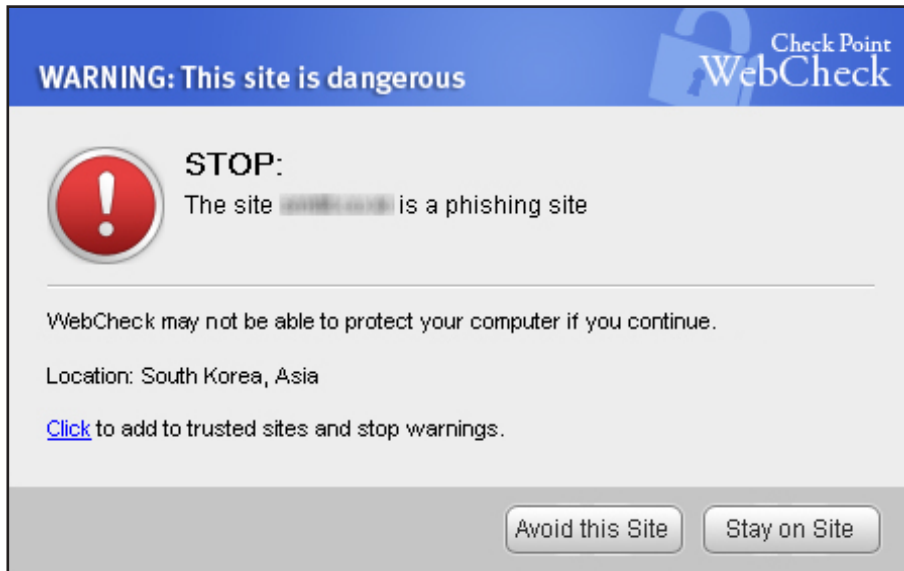 Check Point
WARNING: This site is dangerous WebCheck
STOP:
The site is a phishing site
WebCheck may not be able to protect your computer if you continue.
Location: South Korea, Asia
Click to add to trusted sites and stop warnings.
Avoid this Site Stay on Site